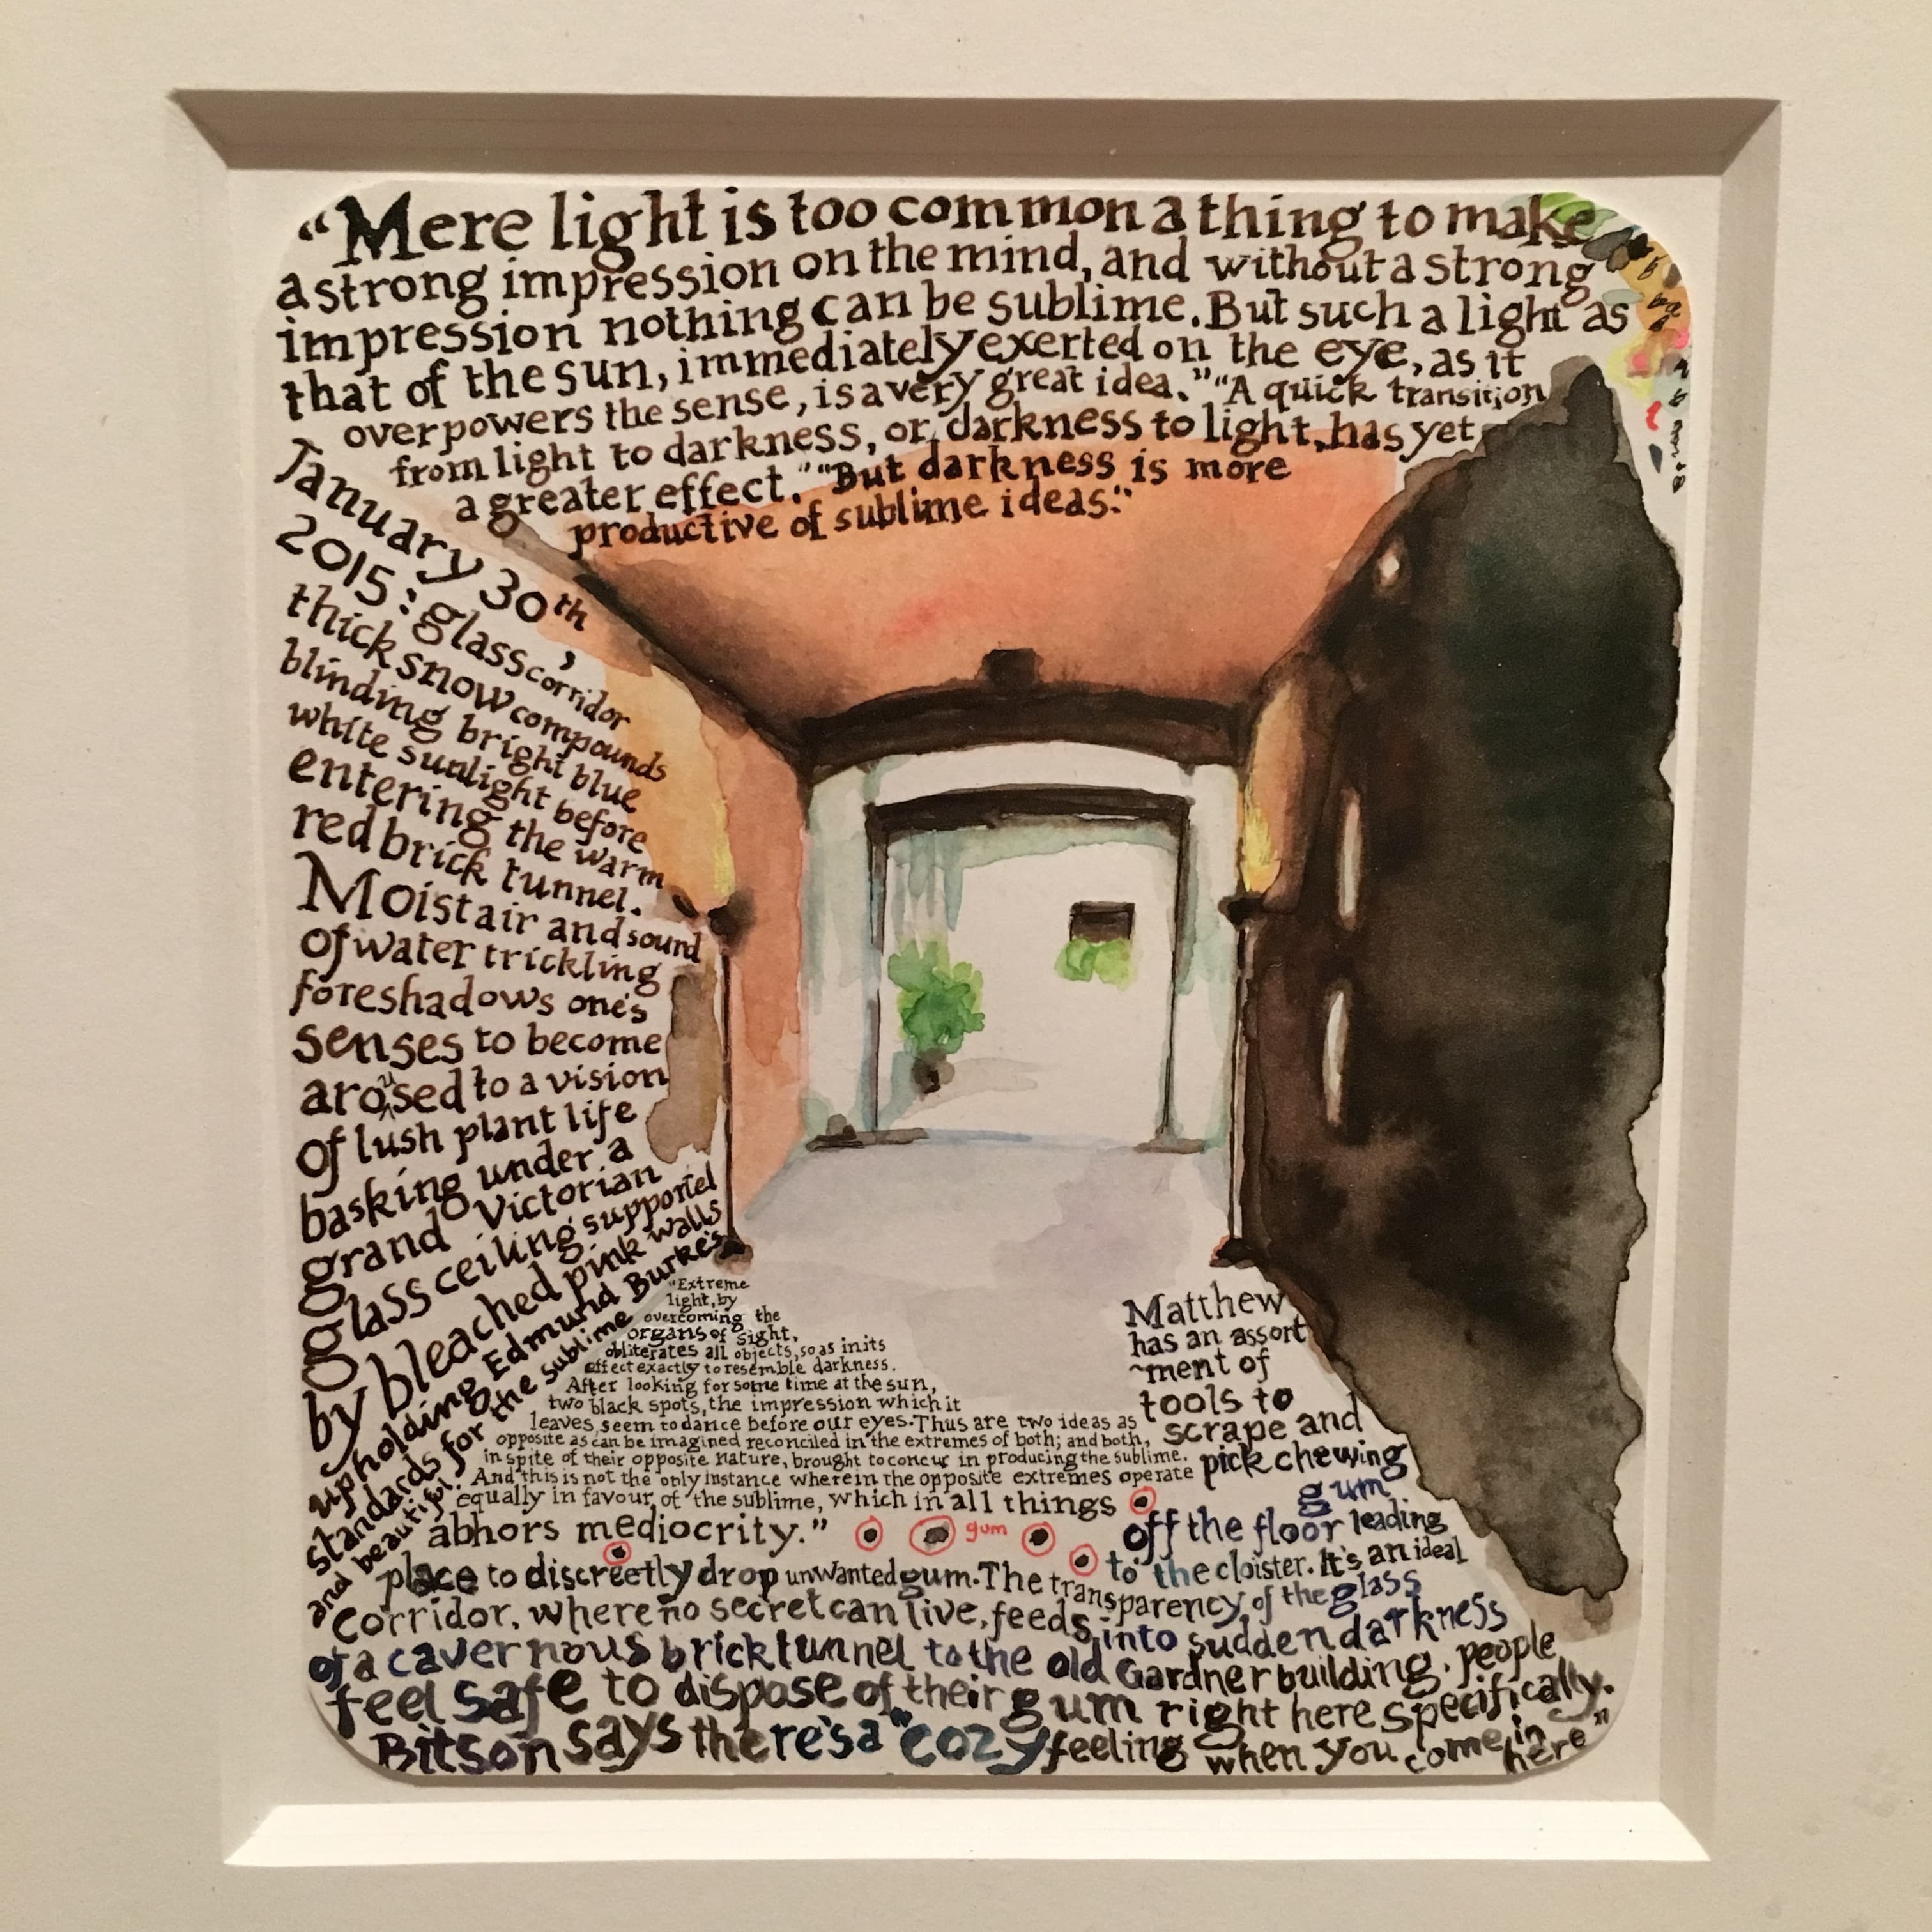 “Mere light is too common a thing to make
a strong impression on the mind, and without a strong
impression nothing can be sublime. But such a light as
that of the sun, immediately exerted on the eye, as it
overpowers the sense, is a very great idea.” “A quick transition
from light to darkness, or darkness to light, has yet
a greater effect.” “But darkness is more
productive of sublime ideas.”
January 30th,
2015: glass corridor
thick snow compounds
blinding bright blue
white sunlight before
entering the warm
red brick tunnel.
Moist air and sound
of water trickling
foreshadows one's
senses to become
aroussed to a vision
of lush plant life
basking under a
grand Victorian
glass ceiling supported
by bleached pink walls
upholding Edmund Burke's
standards for the sublime
and beautiful:
"Extreme
light, by
overcoming the
organs of sight,
obliterates all objects, so as in its
effect exactly to resemble darkness.
After looking for some time at the sun,
two black spots, the impression which it
leaves, seem to dance before our eyes. Thus are two ideas as
opposite as can be imagined reconciled in the extremes of both; and both,
in spite of their opposite nature, brought to concur in producing the sublime.
And this is not the only instance wherein the opposite extremes operate
equally in favour of the sublime, which in all things
abhors mediocrity.”
gum
Matthew
has an assort
~ment of
tools to
scrape and
pick chewing
gum
off the floor leading
to the cloister. It's an ideal
place to discreetly drop unwanted gum. The transparency of the glass
corridor, where no secret can live, feeds into sudden darkness
of a cavernous brick tunnel to the old Gardner building. people
feel safe to dispose of their gum right here specifically.
Bitson says there's a "cozy feeling when you come in here"